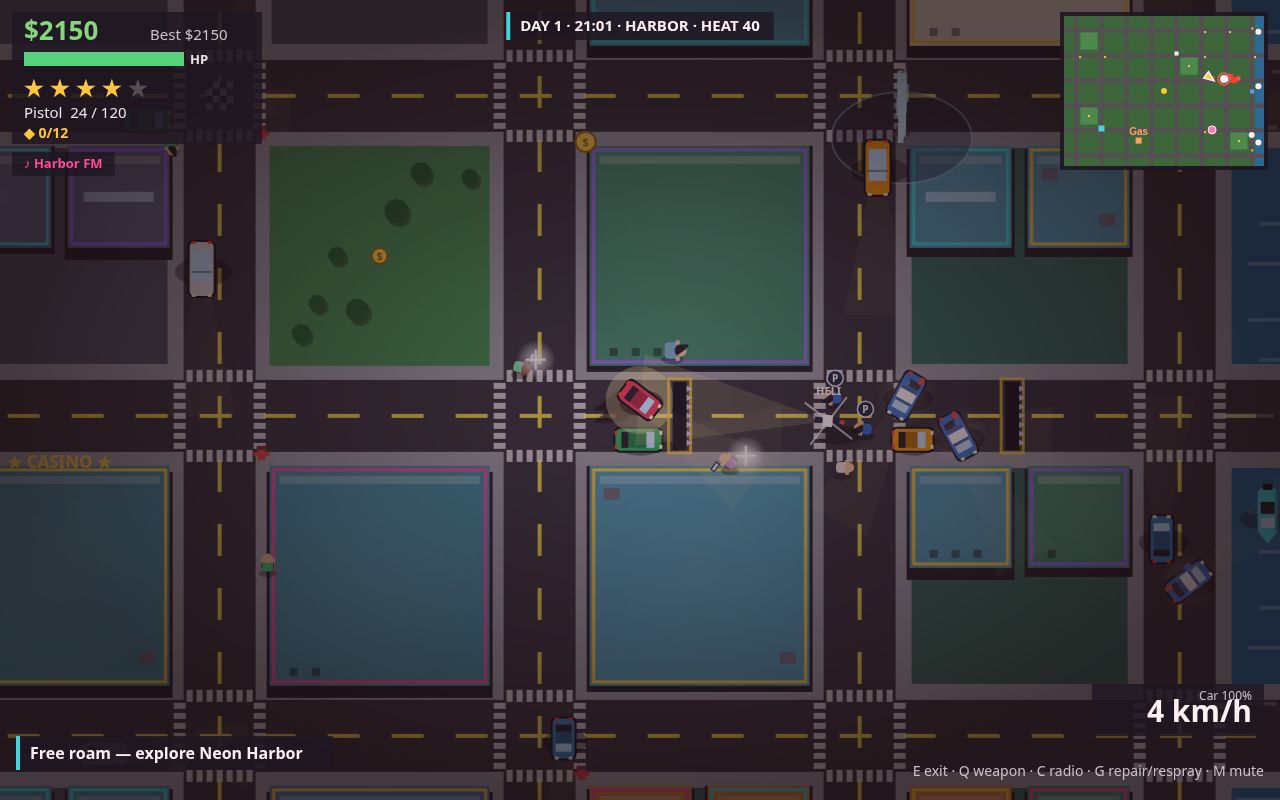 $2150
Best $2150
HP
★★★★★
Pistol 24 / 120
◆ 0/12
♪ Harbor FM
DAY 1 · 21:01 · HARBOR · HEAT 40
Gas
$
$
P
HELI
P
★ CASINO ★
Car 100%
4 km/h
Free roam — explore Neon Harbor
E exit · Q weapon · C radio · G repair/respray · M mute